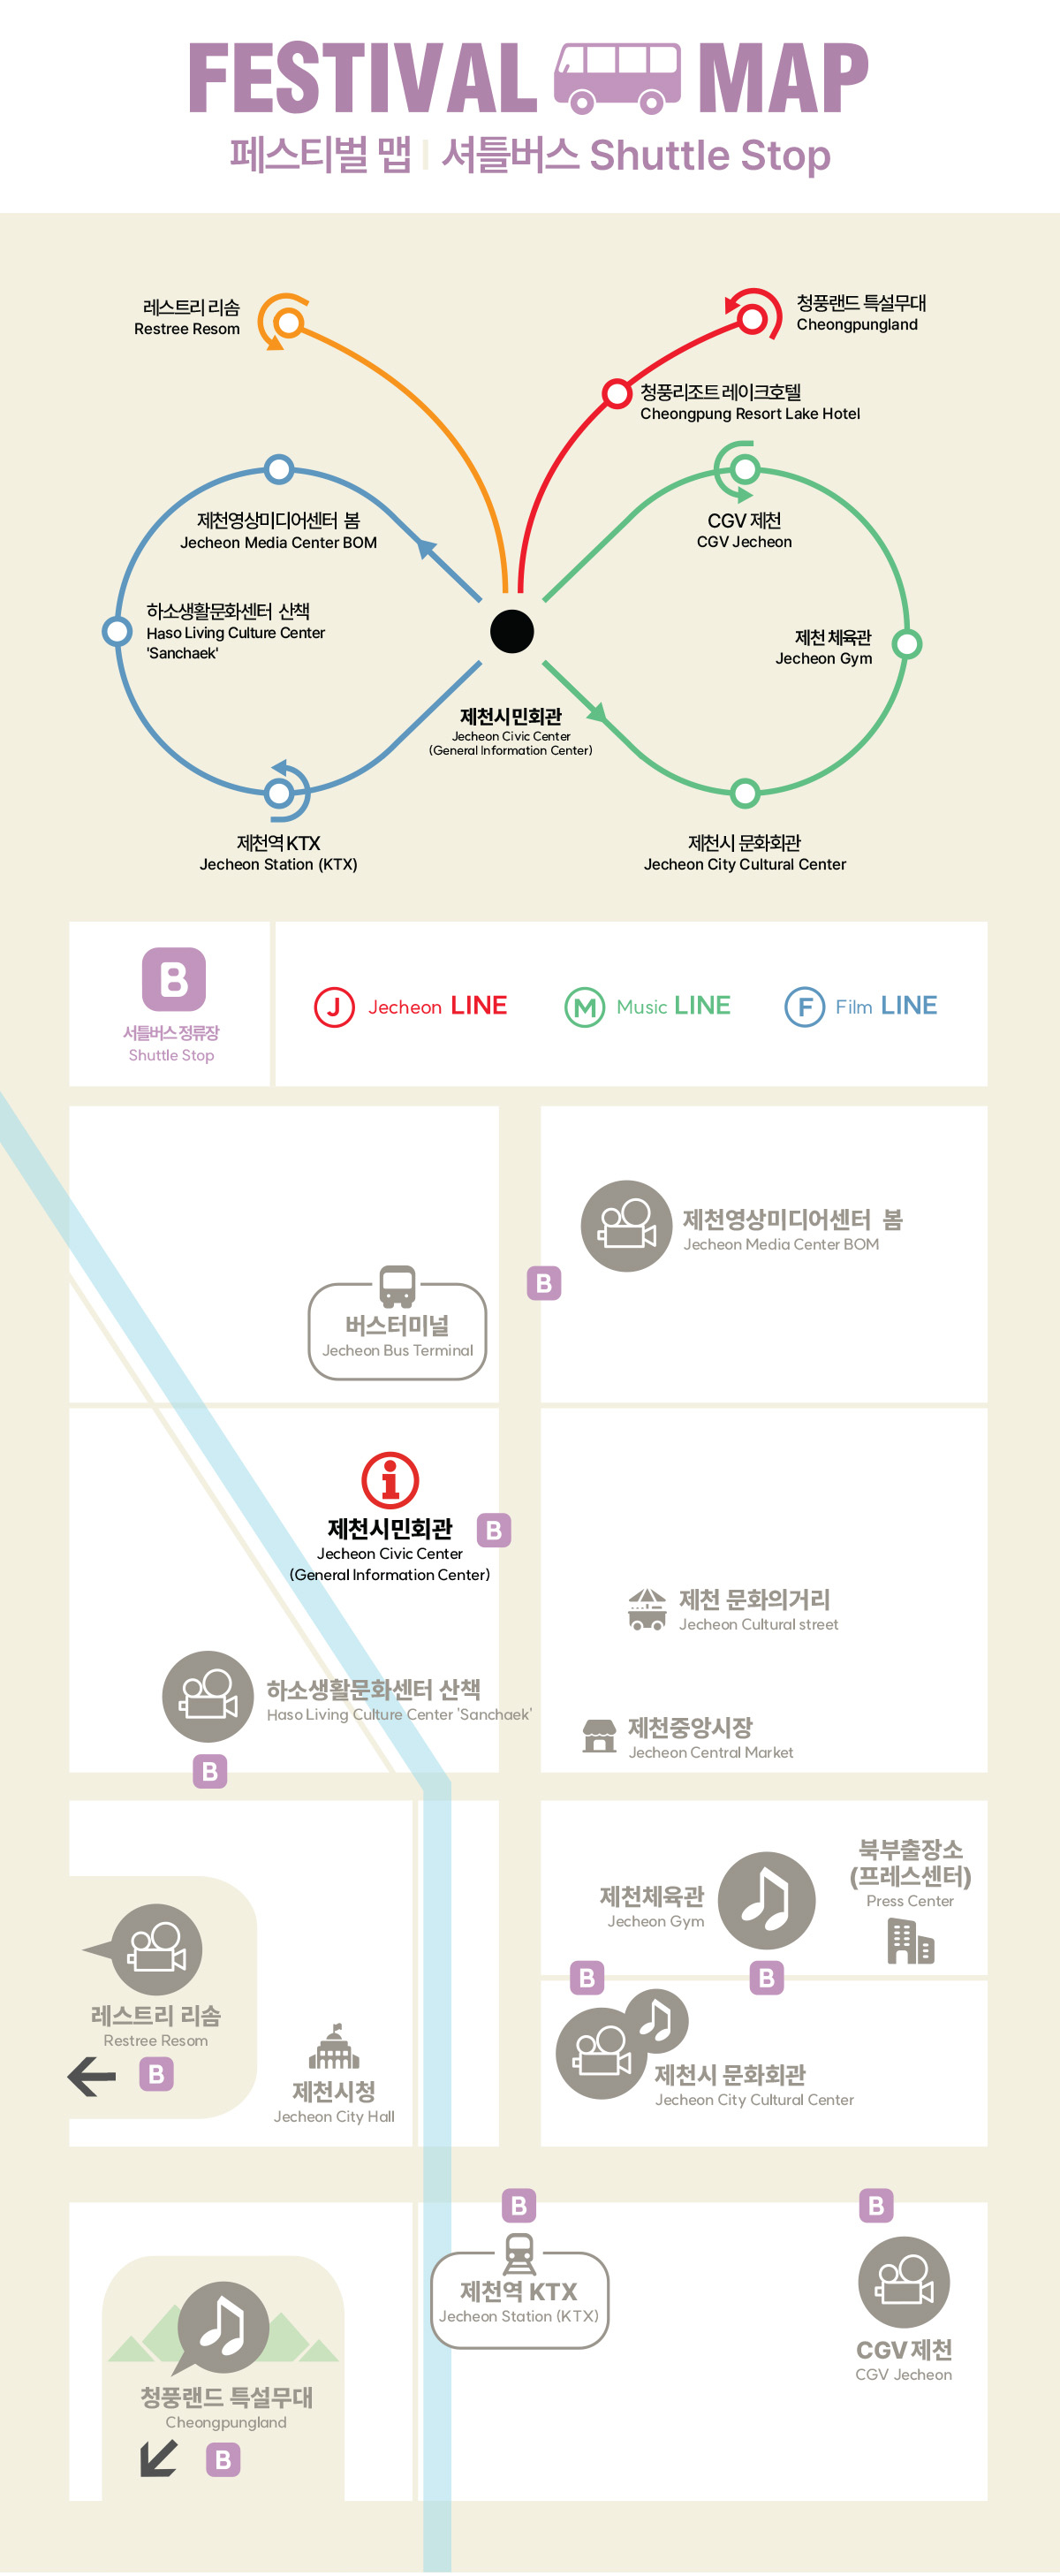 FESTIVAL MAP
페스티벌 맵 | 셔틀버스 Shuttle Stop
레스트리 리솜
Restree Resom
청풍랜드 특설무대
Cheongpungland
청풍리조트 레이크호텔
Cheongpung Resort Lake Hotel
제천영상미디어센터 봄
Jecheon Media Center BOM
CGV 제천
CGV Jecheon
하소생활문화센터 산책
Haso Living Culture Center
'Sanchaek'
제천 체육관
Jecheon Gym
제천시민회관
Jecheon Civic Center
(General Information Center)
제천역 KTX
Jecheon Station (KTX)
제천시 문화회관
Jecheon City Cultural Center
B
서틀버스 정류장
Shuttle Stop
J Jecheon LINE
M Music LINE
F Film LINE
제천영상미디어센터 봄
Jecheon Media Center BOM
B
버스터미널
Jecheon Bus Terminal
i
제천시민회관
B
Jecheon Civic Center
(General Information Center)
제천 문화의거리
Jecheon Cultural street
하소생활문화센터 산책
Haso Living Culture Center 'Sanchaek'
B
제천중앙시장
Jecheon Central Market
북부출장소
(프레스센터)
Press Center
제천체육관
Jecheon Gym
B
B
레스트리 리솜
Restree Resom
B
제천시청
Jecheon City Hall
제천시 문화회관
Jecheon City Cultural Center
B
제천역 KTX
Jecheon Station (KTX)
B
CGV 제천
CGV Jecheon
청풍랜드 특설무대
Cheongpungland
B